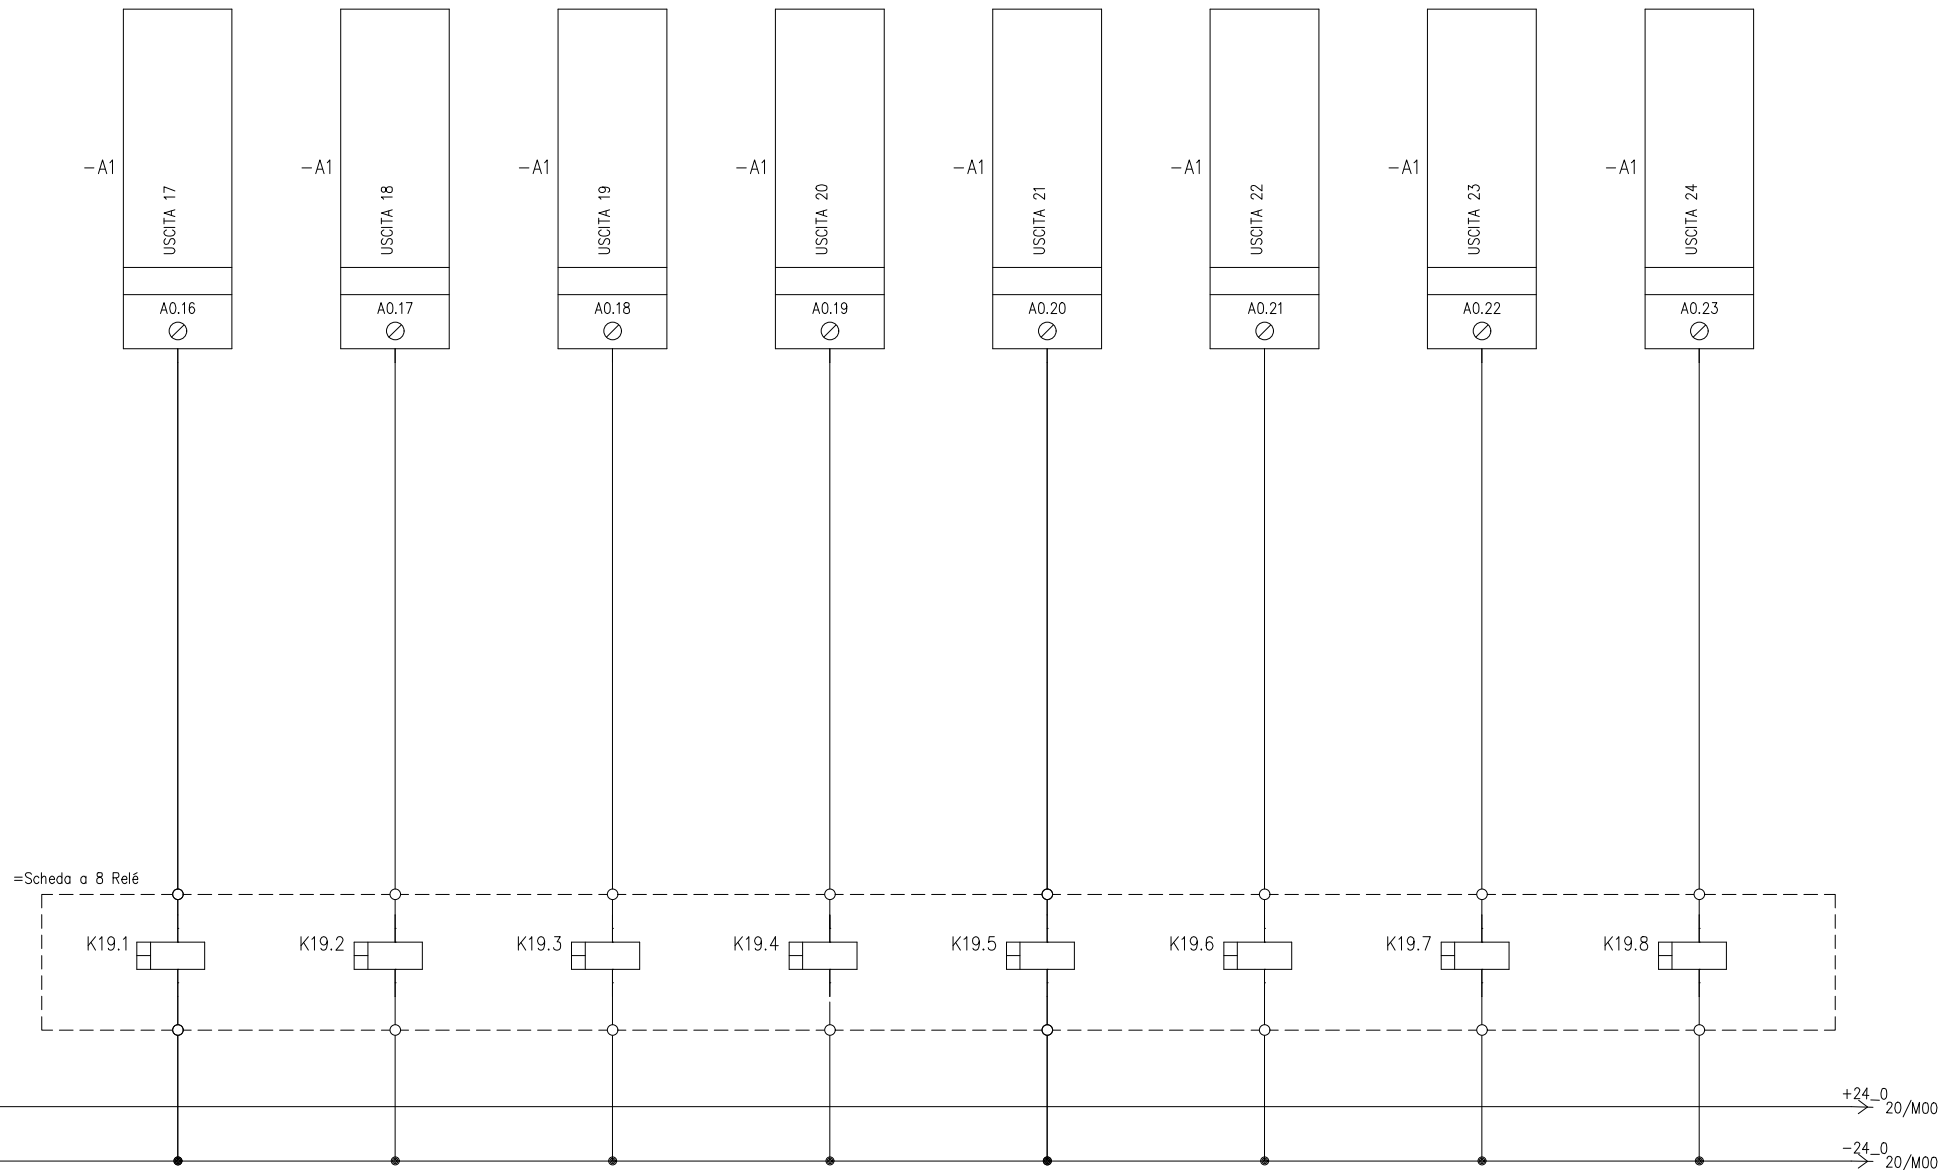 -A1
USCITA 17
A0.16
-A1
USCITA 18
A0.17
-A1
USCITA 19
A0.18
-A1
USCITA 20
A0.19
-A1
USCITA 21
A0.20
-A1
USCITA 22
A0.21
-A1
USCITA 23
A0.22
-A1
USCITA 24
A0.23
=Scheda a 8 Relé
K19.1
K19.2
K19.3
K19.4
K19.5
K19.6
K19.7
K19.8
+24_0
20/M00
-24_0
20/M00